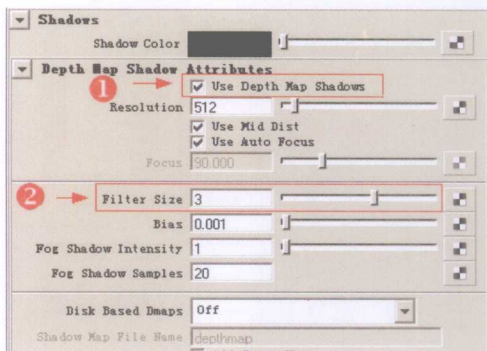 Shadows
Shadow Color
Depth Map Shadow Attributes
1
Use Depth Map Shadows
Resolution 512
Use Mid Dist
Use Auto Focus
Focus 90.000
2
Filter Size 3
Bias 0.001
Fog Shadow Intensity 1
Fog Shadow Samples 20
Disk Based Dmaps Off
Shadow Map File Name depthmap